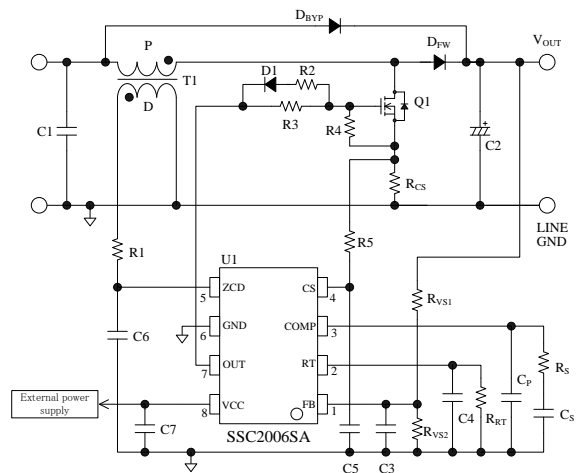 DBYP
P
DFW
VOUT
T1
D1
R2
D
Q1
R3
R4
C1
C2
RCS
LINE
GND
R1
R5
U1
ZCD
CS
5
4
RVS1
GND
COMP
6
3
C6
RS
OUT
RT
7
2
CP
External power
supply
VCC
FB
8
1
C4
RRT
CS
C7
SSC2006SA
RVS2
C5
C3